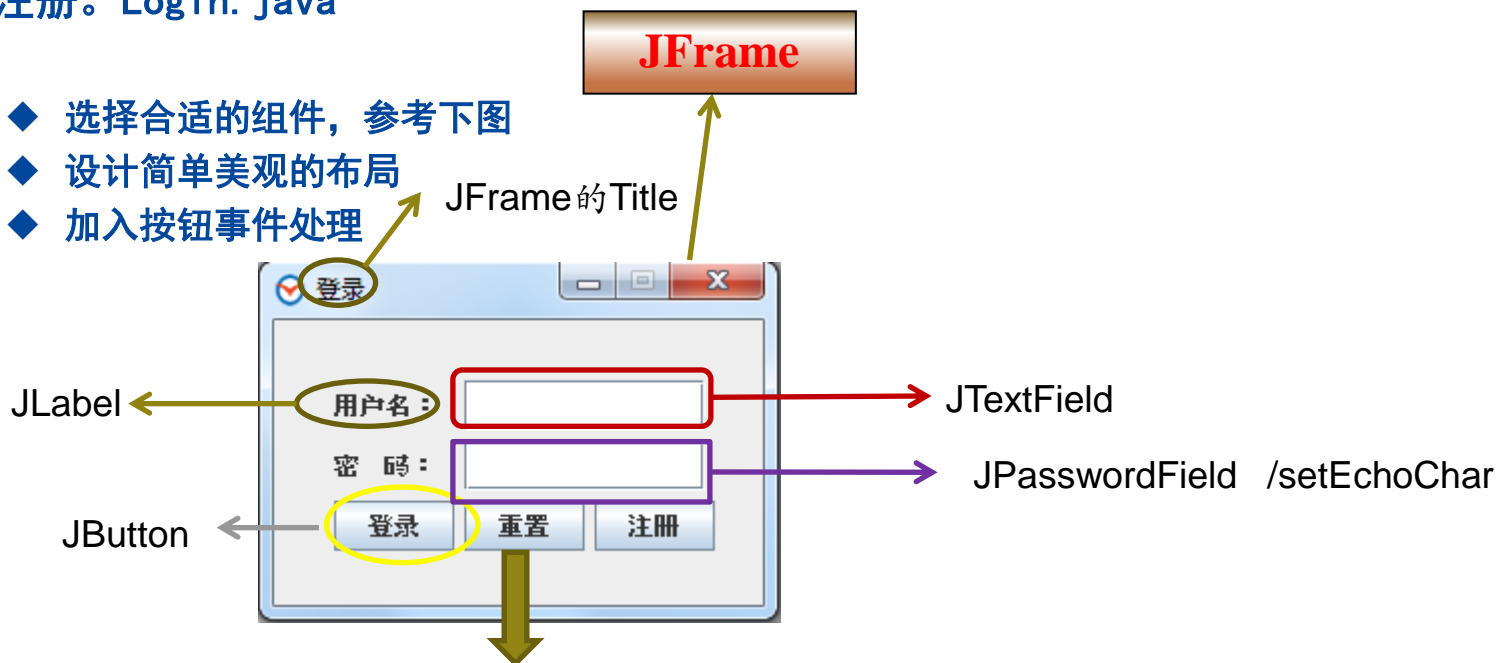 注册。Login.java
JFrame
◆ 选择合适的组件，参考下图
◆ 设计简单美观的布局
JFrame的Title
◆ 加入按钮事件处理
登录
JLabel
用户名：
JTextField
密 码：
JPasswordField /setEchoChar
JButton
登录 重置 注册